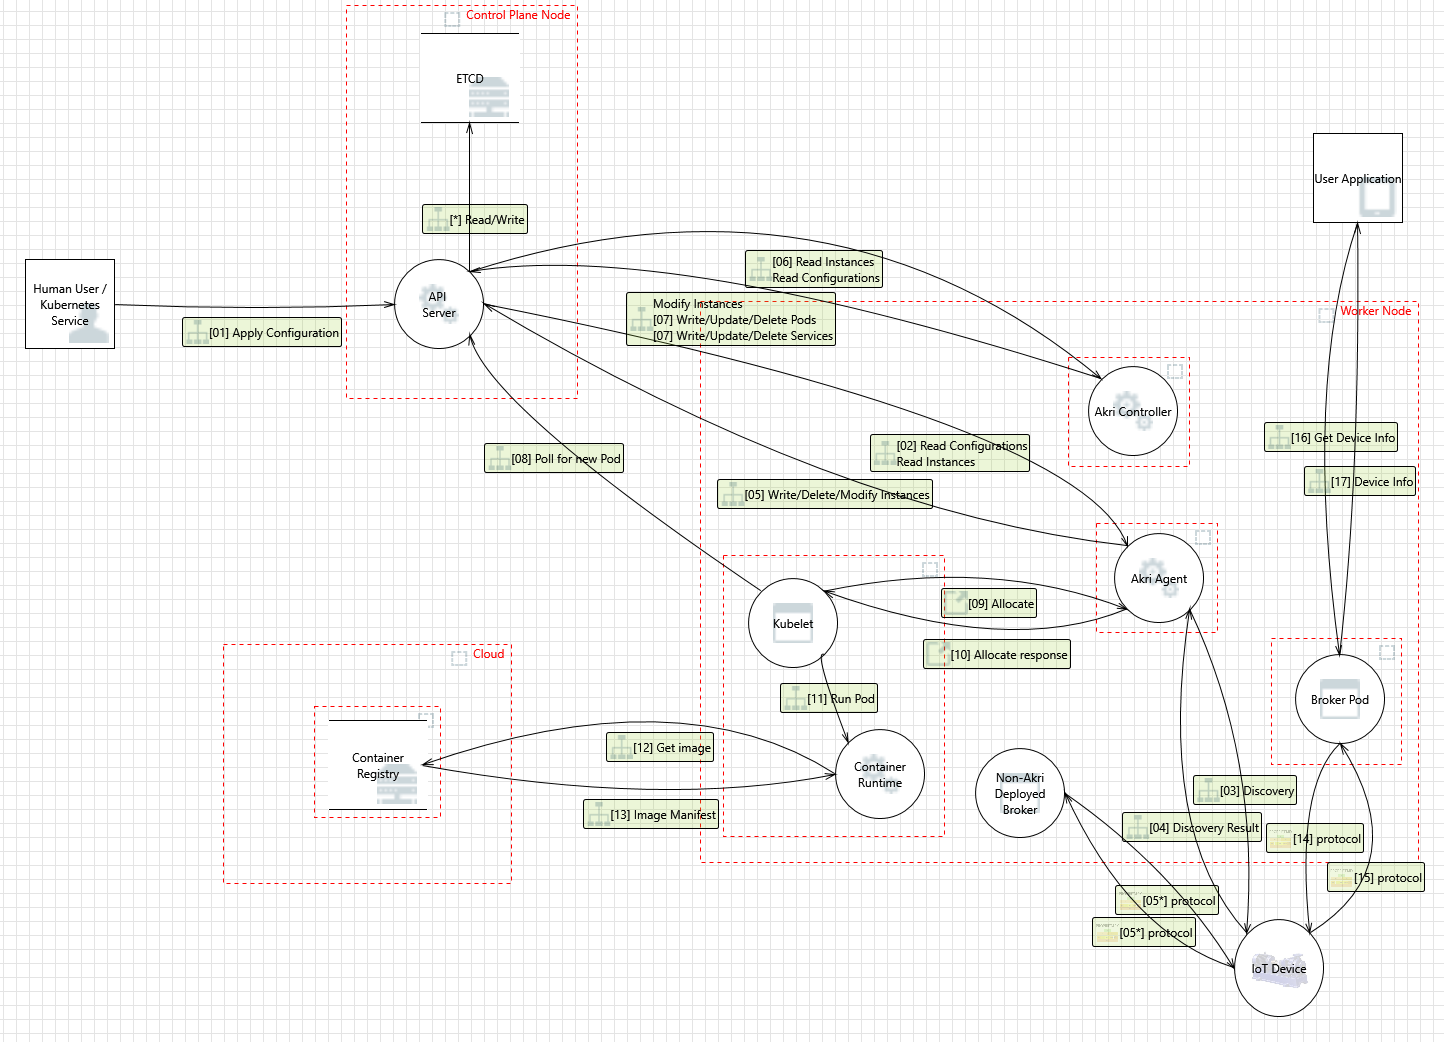 Control Plane Node
ETCD
[*] Read/Write
User Application
Human User /
Kubernetes
Service
[01] Apply Configuration
API
Server
[06] Read Instances
Read Configurations
Modify Instances
[07] Write/Update/Delete Pods
[07] Write/Update/Delete Services
Worker Node
Akri Controller
[16] Get Device Info
[02] Read Configurations
Read Instances
[08] Poll for new Pod
[17] Device Info
[05] Write/Delete/Modify Instances
Akri Agent
[09] Allocate
Kubelet
[10] Allocate response
Cloud
[11] Run Pod
Broker Pod
[12] Get image
Container
Registry
Container
Runtime
Non-Akri
Deployed
Broker
[03] Discovery
[13] Image Manifest
[04] Discovery Result
[14] protocol
[15] protocol
[05*] protocol
[05*] protocol
IoT Device